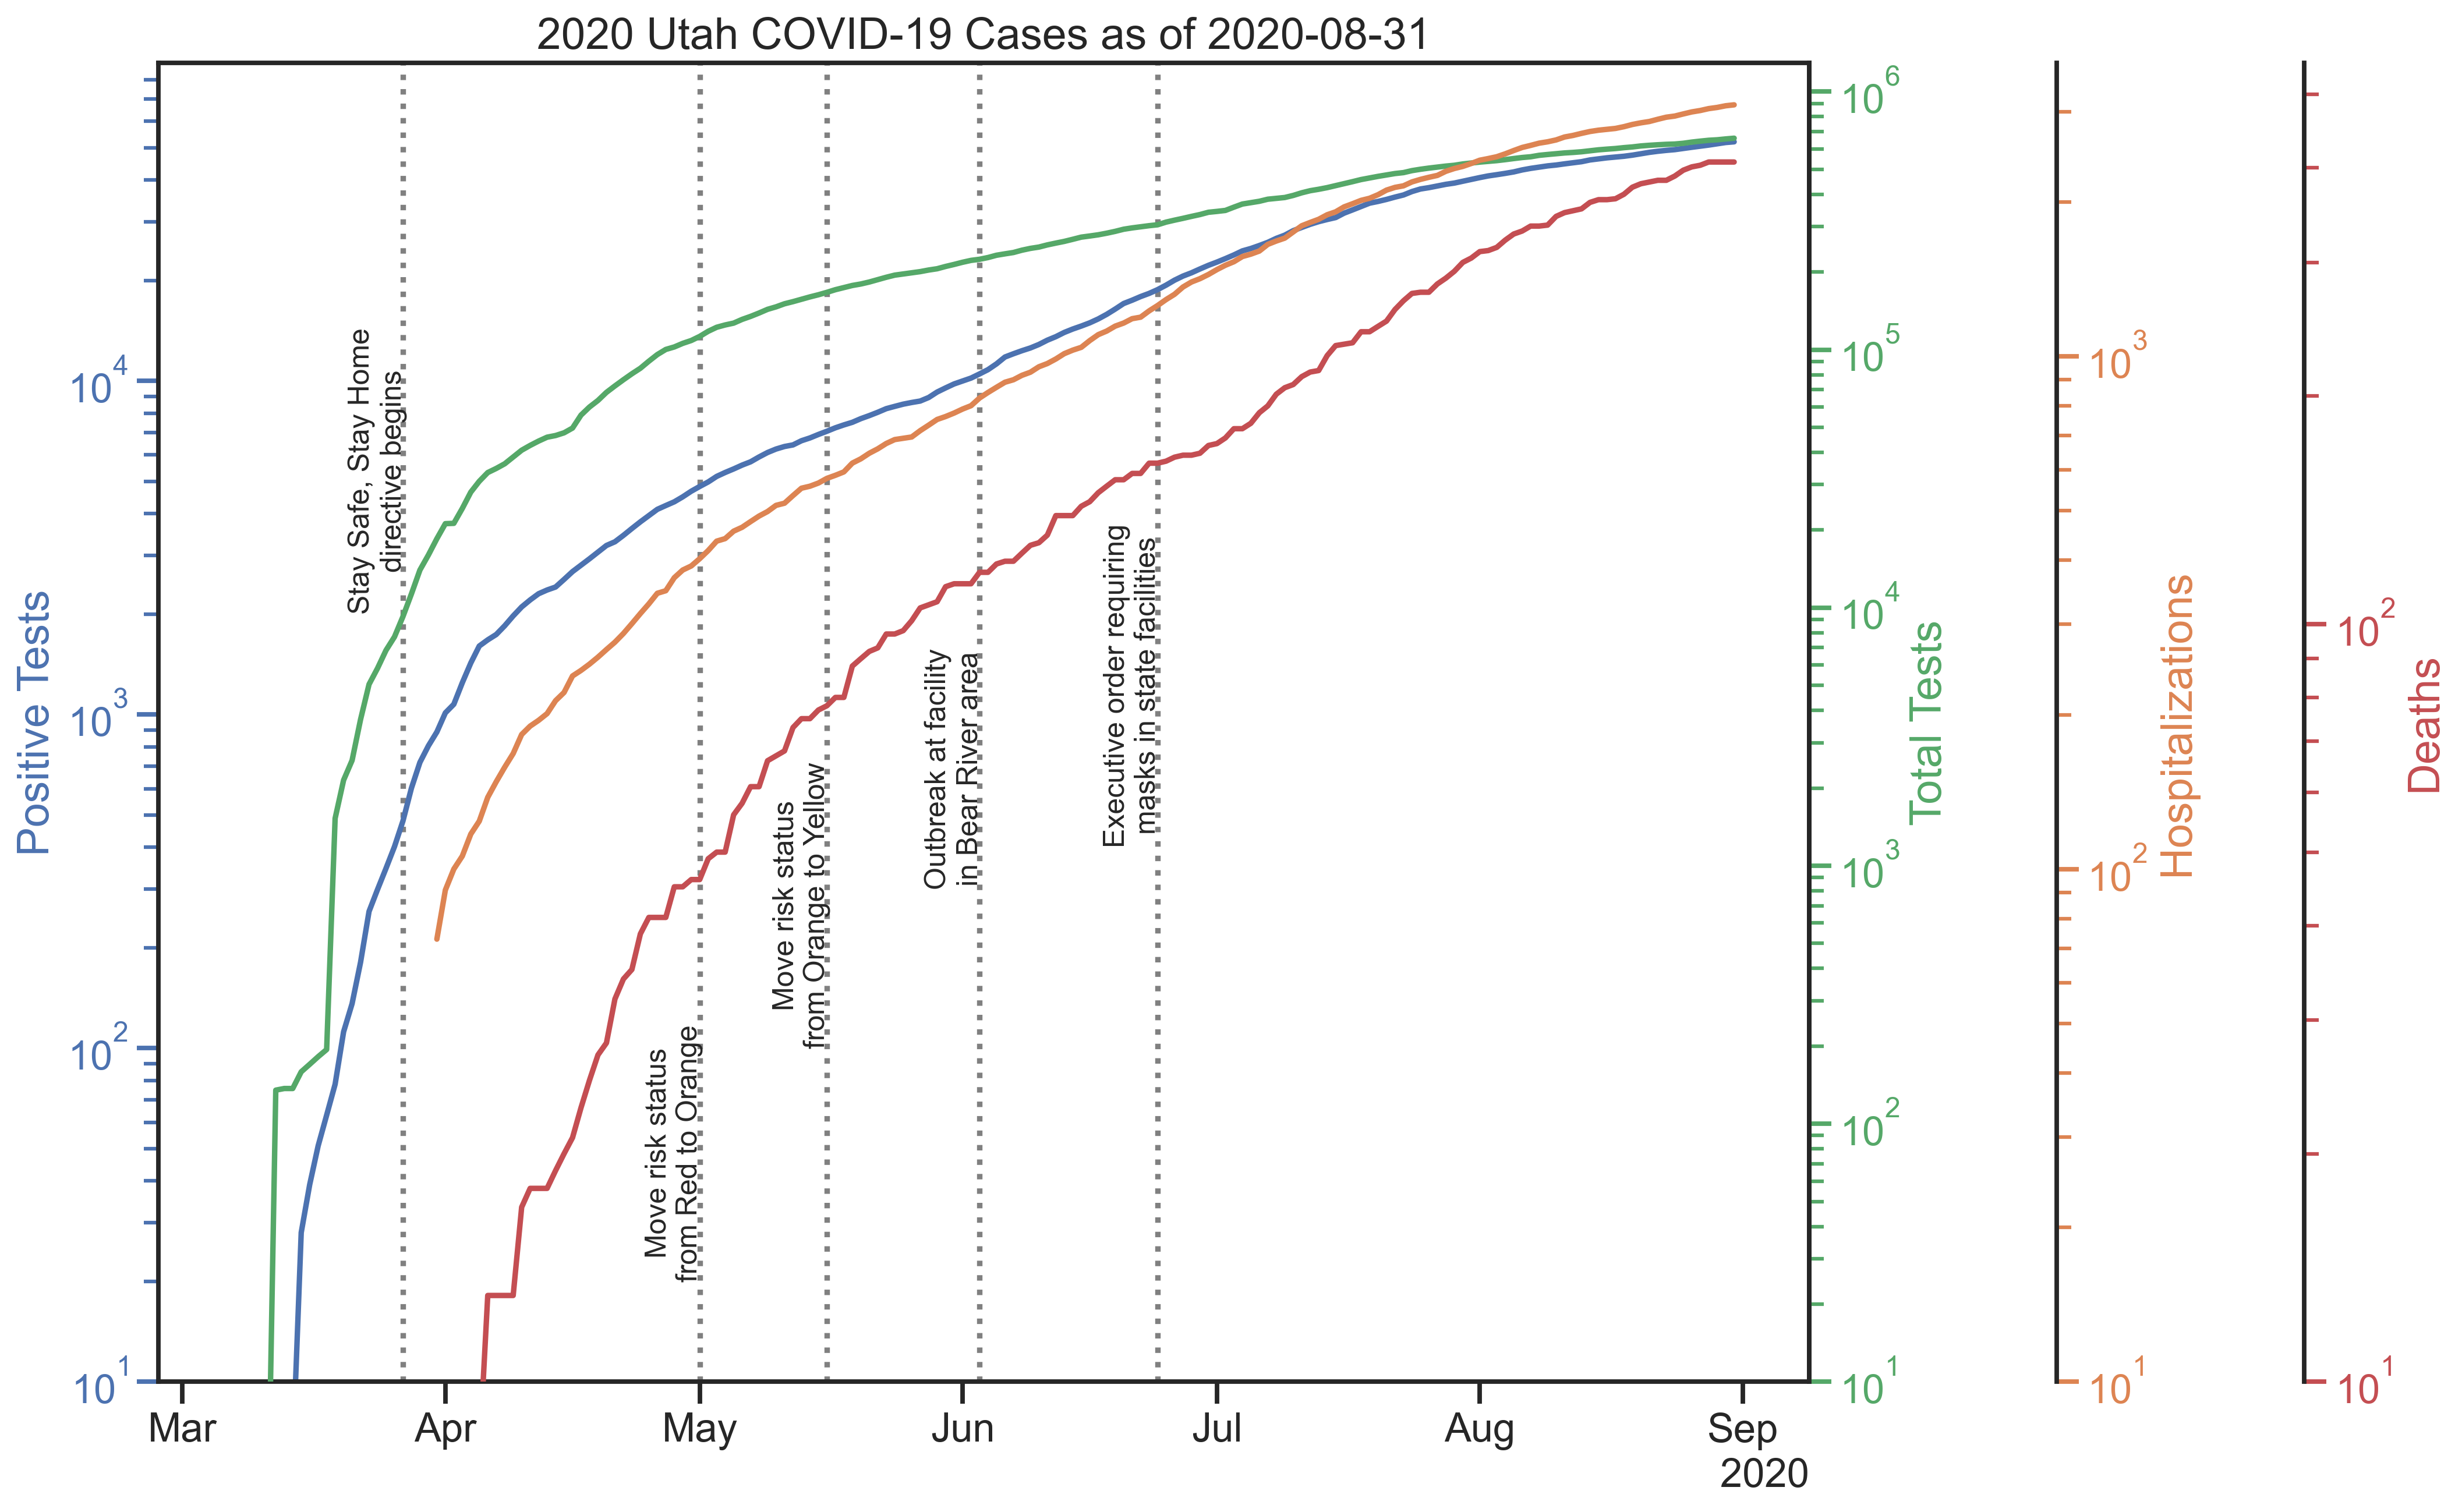 2020 Utah COVID-19 Cases as of 2020-08-31
Positive Tests
10^4
10^3
10^2
10^1
Stay Safe, Stay Home
directive begins
Move risk status
from Red to Orange
Move risk status
from Orange to Yellow
Outbreak at facility
in Bear River area
Executive order requiring
masks in state facilities
Mar
Apr
May
Jun
Jul
Aug
Sep
2020
10^6
10^5
10^4
10^3
10^2
10^1
Total Tests
10^3
10^2
10^1
Hospitalizations
10^2
10^1
Deaths